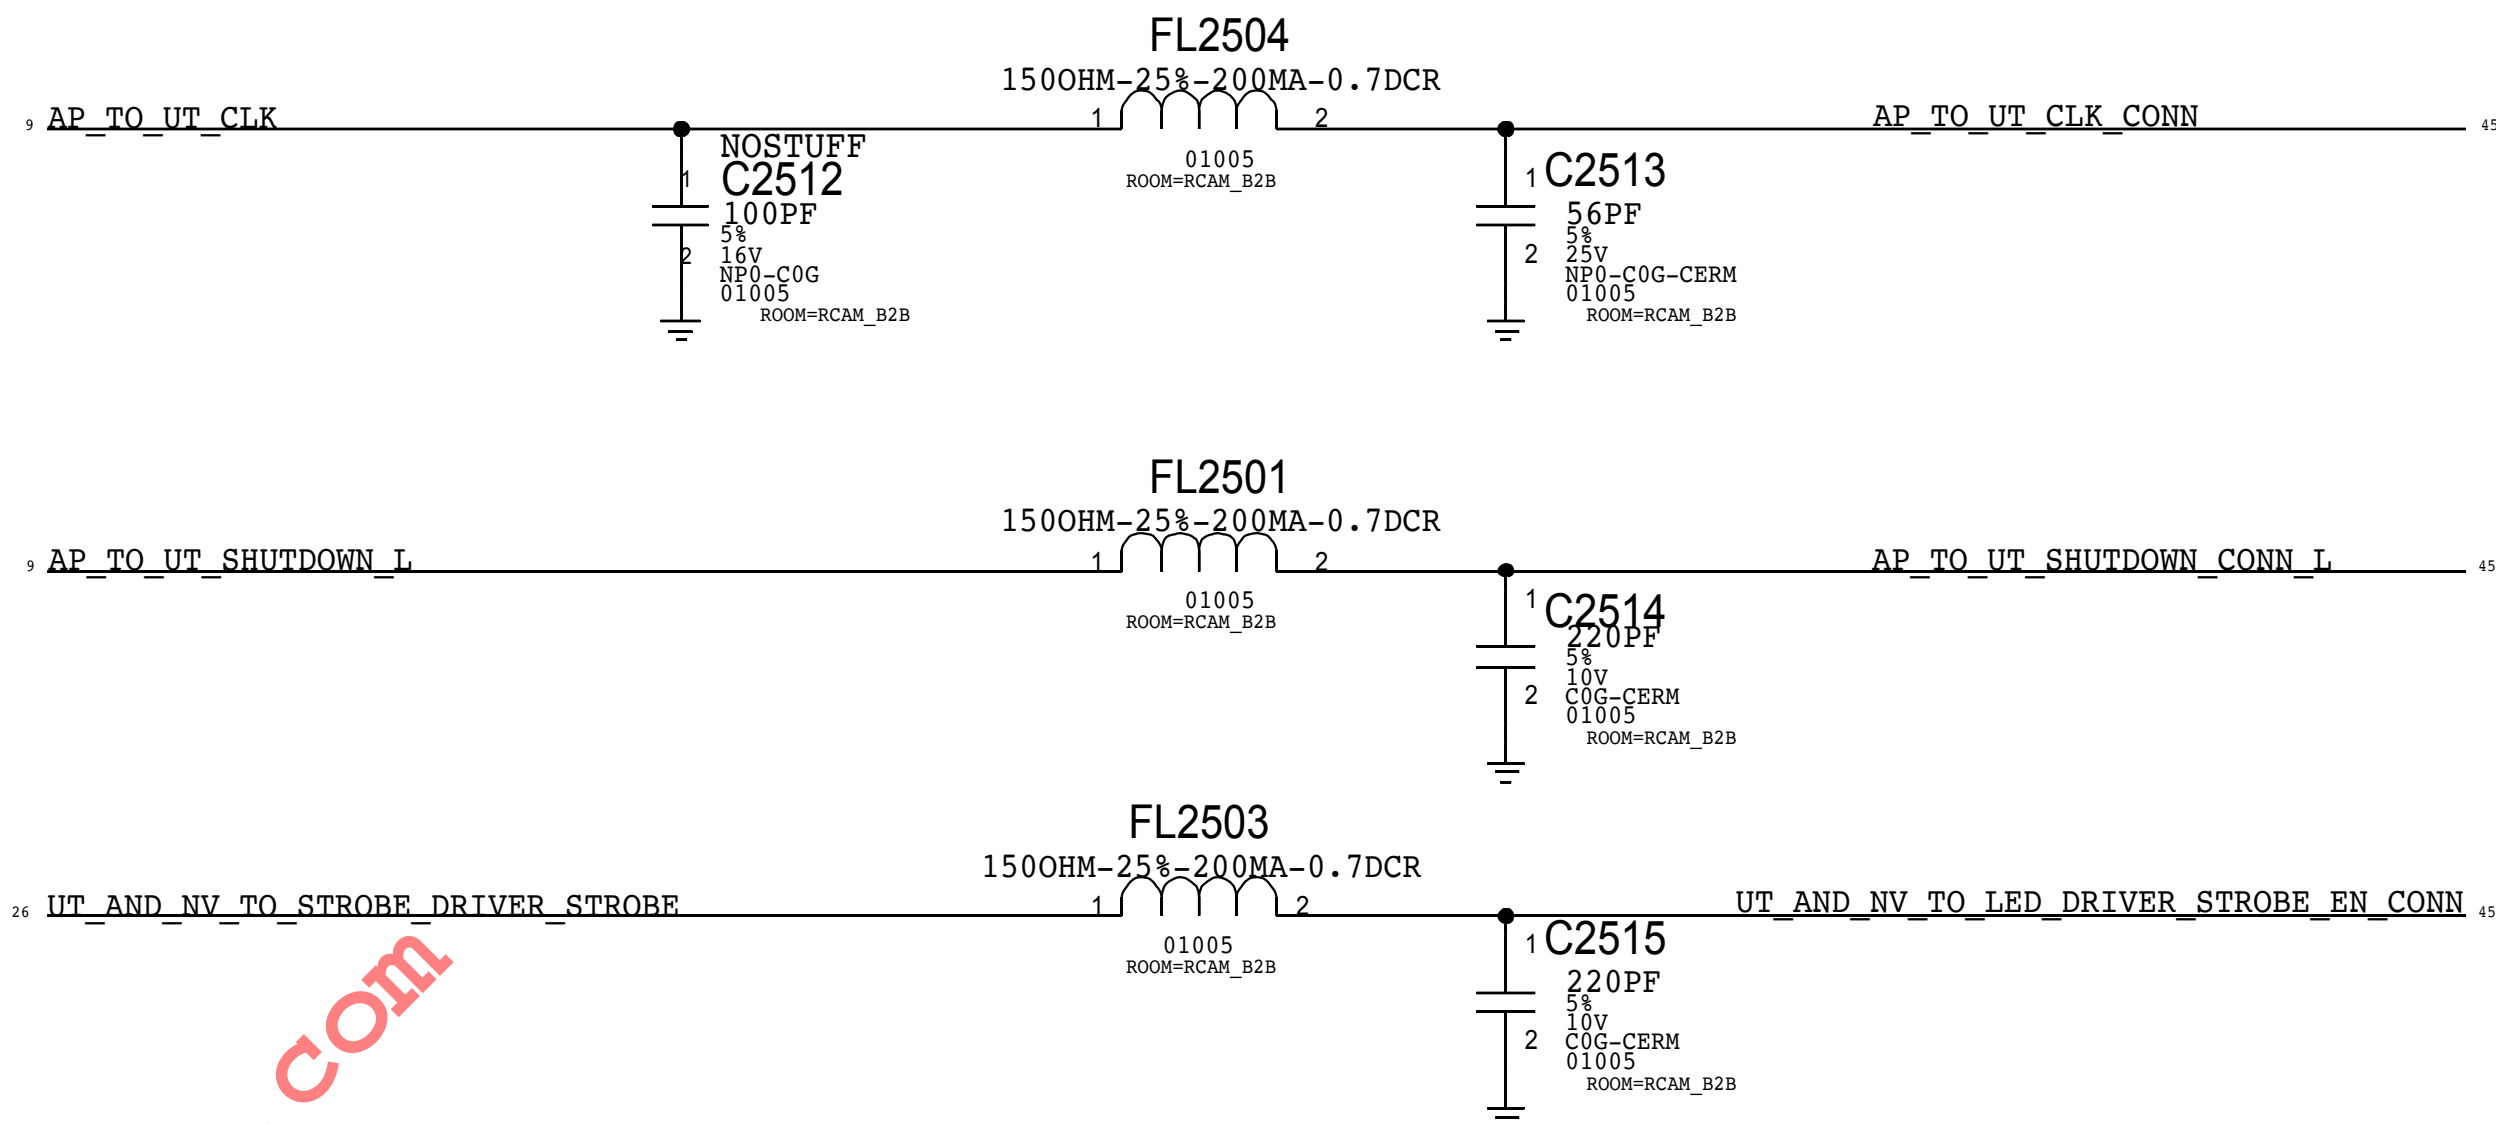 FL2504
150OHM-25%-200MA-0.7DCR
9 AP_TO_UT_CLK 1 2 AP_TO_UT_CLK_CONN 45
01005
ROOM=RCAM_B2B
NOSTUFF
1 C2512
100PF
5%
2 16V
NP0-C0G
01005
ROOM=RCAM_B2B
1 C2513
56PF
5%
2 25V
NP0-C0G-CERM
01005
ROOM=RCAM_B2B
FL2501
150OHM-25%-200MA-0.7DCR
9 AP_TO_UT_SHUTDOWN_L 1 2 AP_TO_UT_SHUTDOWN_CONN_L 45
01005
ROOM=RCAM_B2B
1 C2514
220PF
5%
10V
2 C0G-CERM
01005
ROOM=RCAM_B2B
FL2503
150OHM-25%-200MA-0.7DCR
26 UT_AND_NV_TO_STROBE_DRIVER_STROBE 1 2 UT_AND_NV_TO_LED_DRIVER_STROBE_EN_CONN 45
01005
ROOM=RCAM_B2B
1 C2515
220PF
5%
10V
2 C0G-CERM
01005
ROOM=RCAM_B2B
com